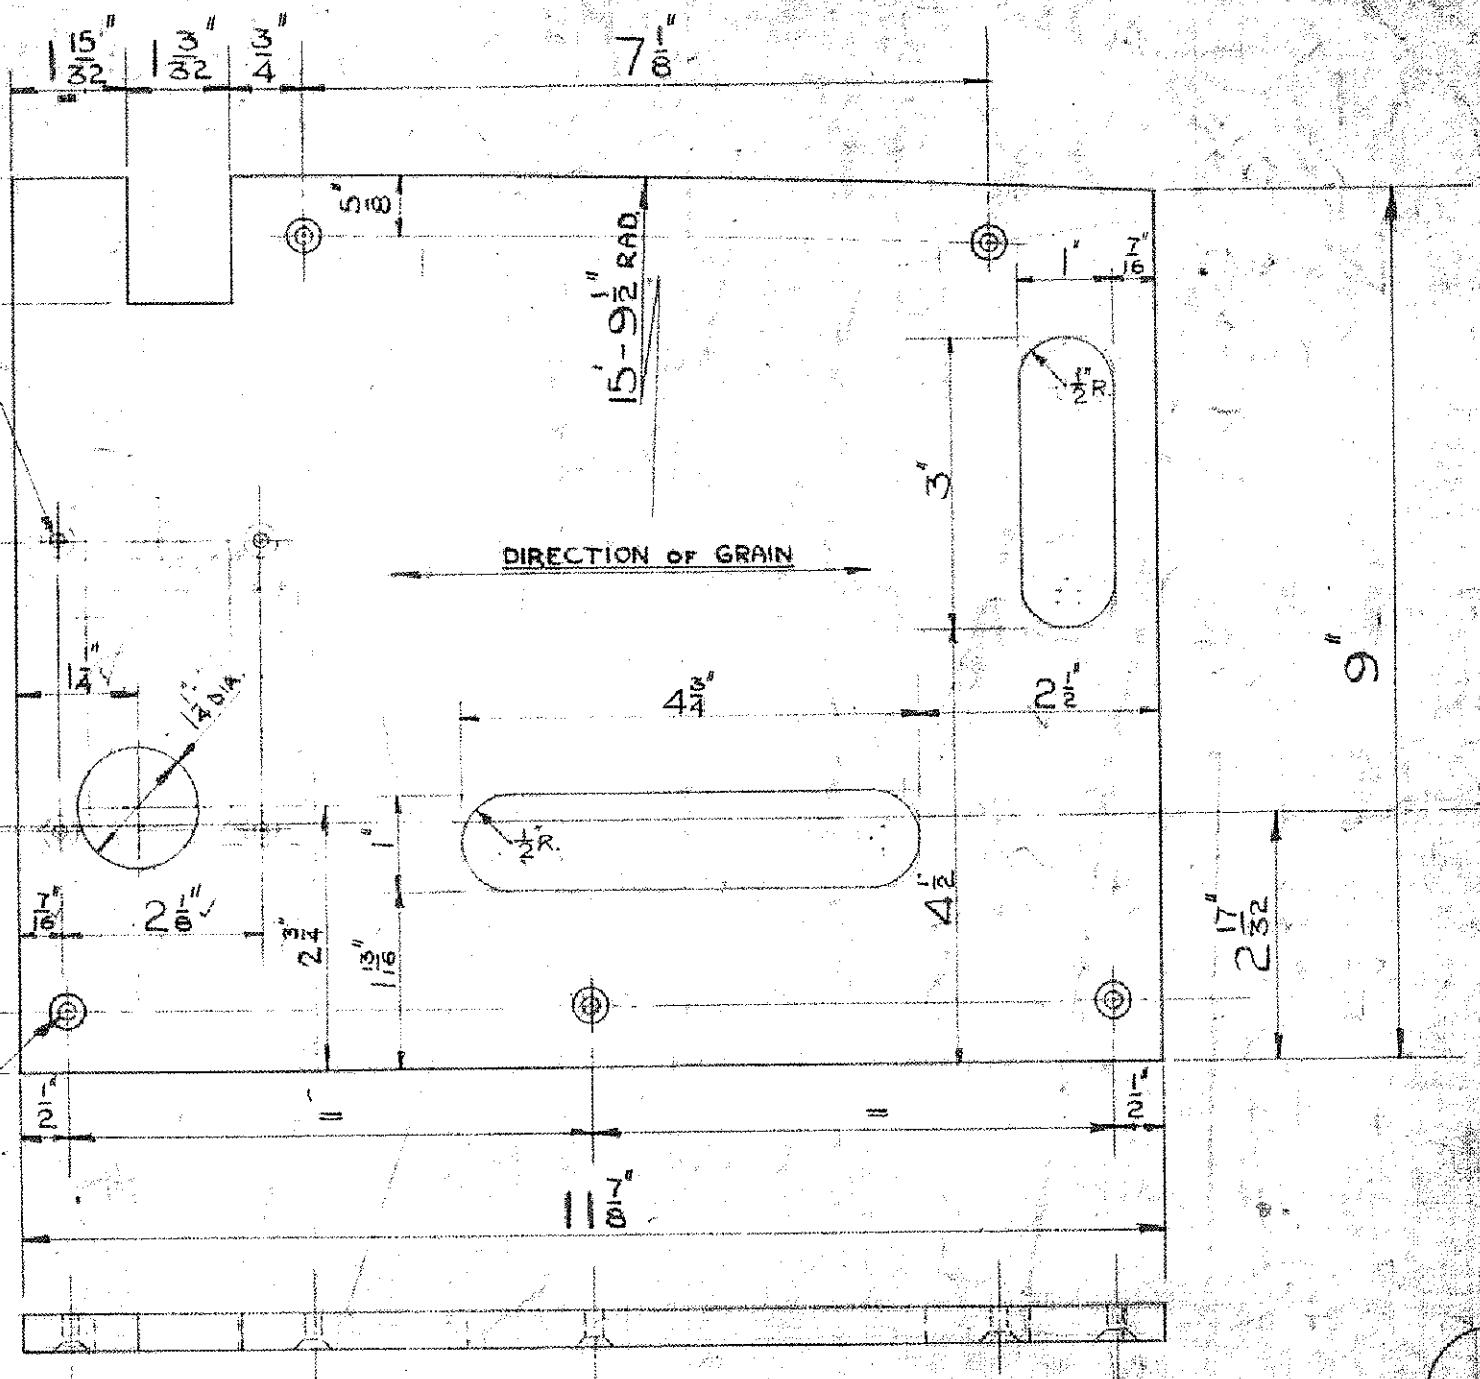 1 15/32" 1 3/32" 3/4" 7 1/8"
5/8"
15'-9 1/2" RAD.
1" 7/16"
1/2" R.
3"
DIRECTION OF GRAIN
9"
1 1/4"
1 1/4" DIA.
4 3/4"
2 1/2"
1/2" R.
1"
7/16"
2 1/8"
2 3/4"
1 13/16"
4 1/2"
2 17/32"
1/2" = = 1/2"
11 7/8"